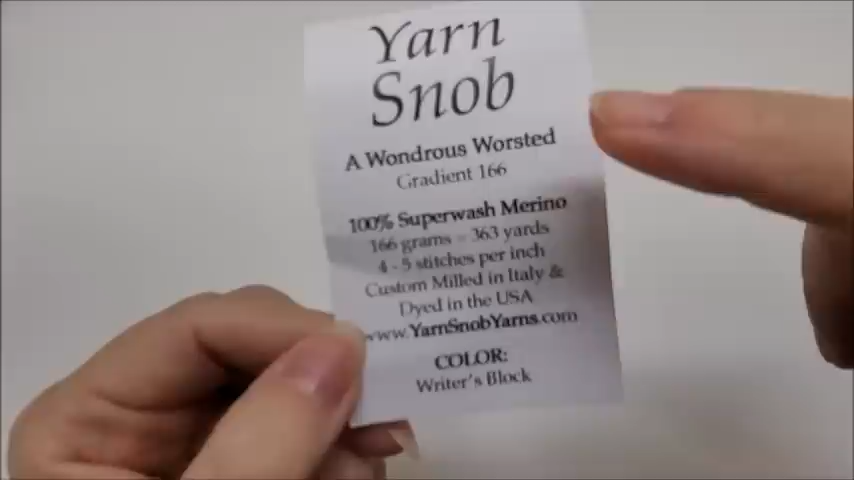 Yarn
Snob
A Wondrous Worsted
Gradient 166
100% Superwash Merino
166 grams = 363 yards
4 - 5 stitches per inch
Custom Milled in Italy &
Dyed in the USA
www.YarnSnobYarns.com
COLOR:
Writer's Block